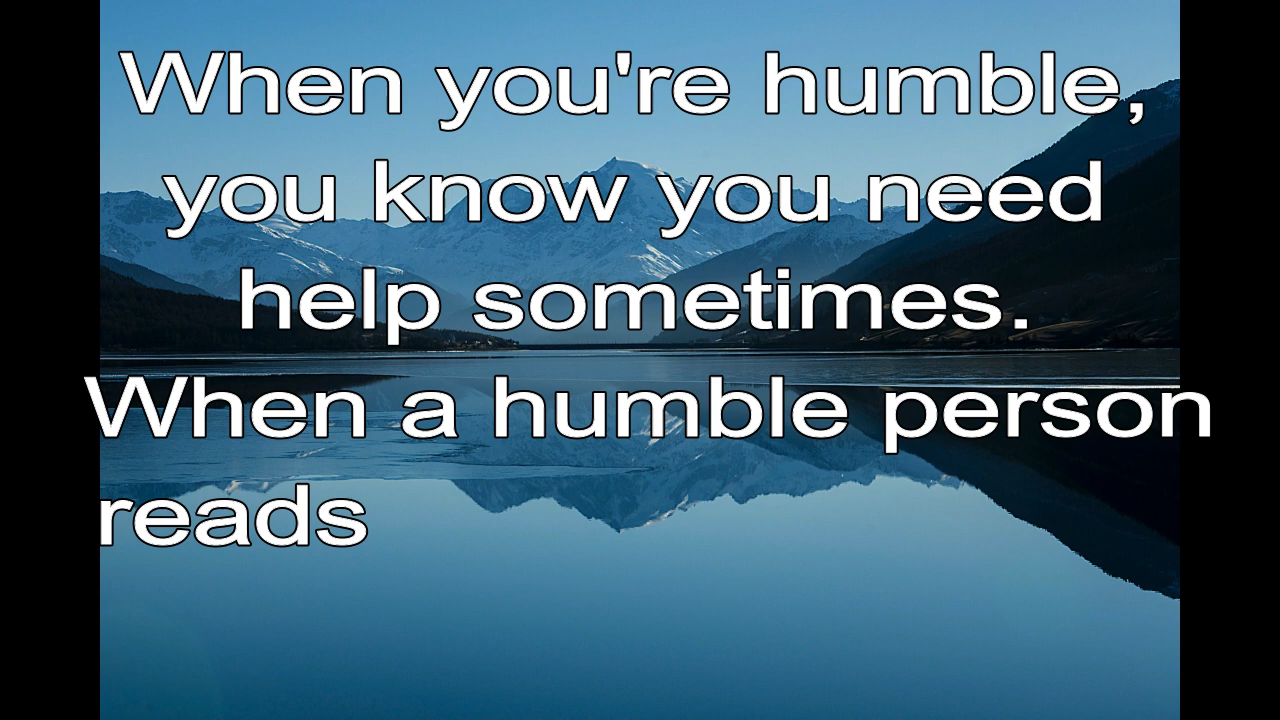 When you're humble,
you know you need
help sometimes.
When a humble person
reads